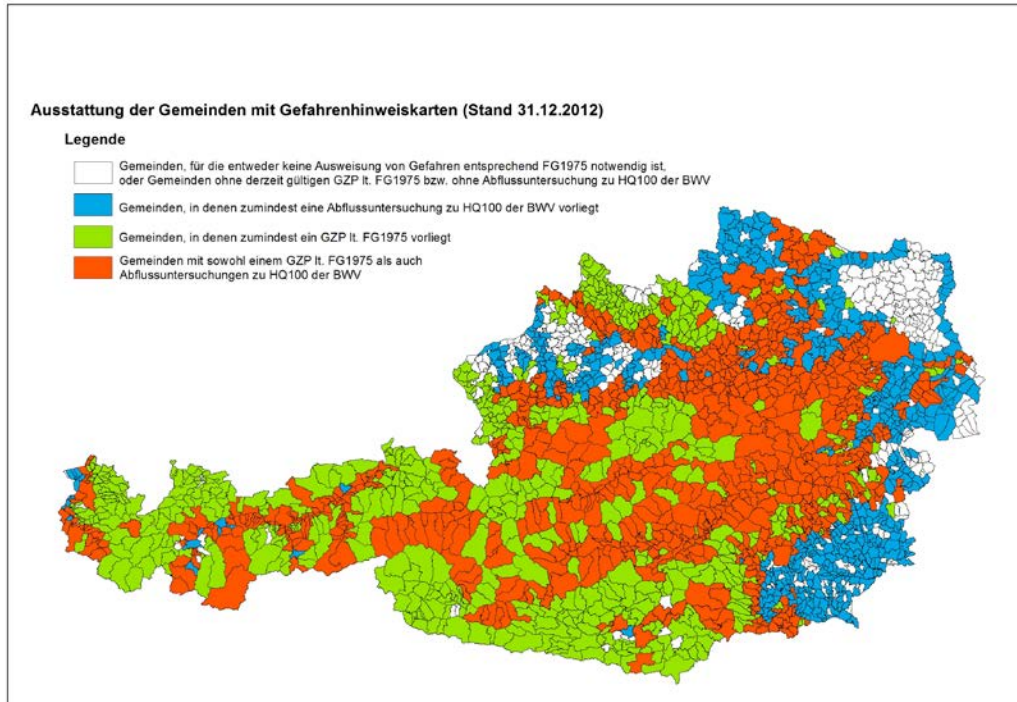 Ausstattung der Gemeinden mit Gefahrenhinweiskarten (Stand 31.12.2012)
Legende
Gemeinden, für die entweder keine Ausweisung von Gefahren entsprechend FG1975 notwendig ist,
oder Gemeinden ohne derzeit gültigen GZP lt. FG1975 bzw. ohne Abflussuntersuchung zu HQ100 der BWV
Gemeinden, in denen zumindest eine Abflussuntersuchung zu HQ100 der BWV vorliegt
Gemeinden, in denen zumindest ein GZP lt. FG1975 vorliegt
Gemeinden mit sowohl einem GZP lt. FG1975 als auch
Abflussuntersuchungen zu HQ100 der BWV